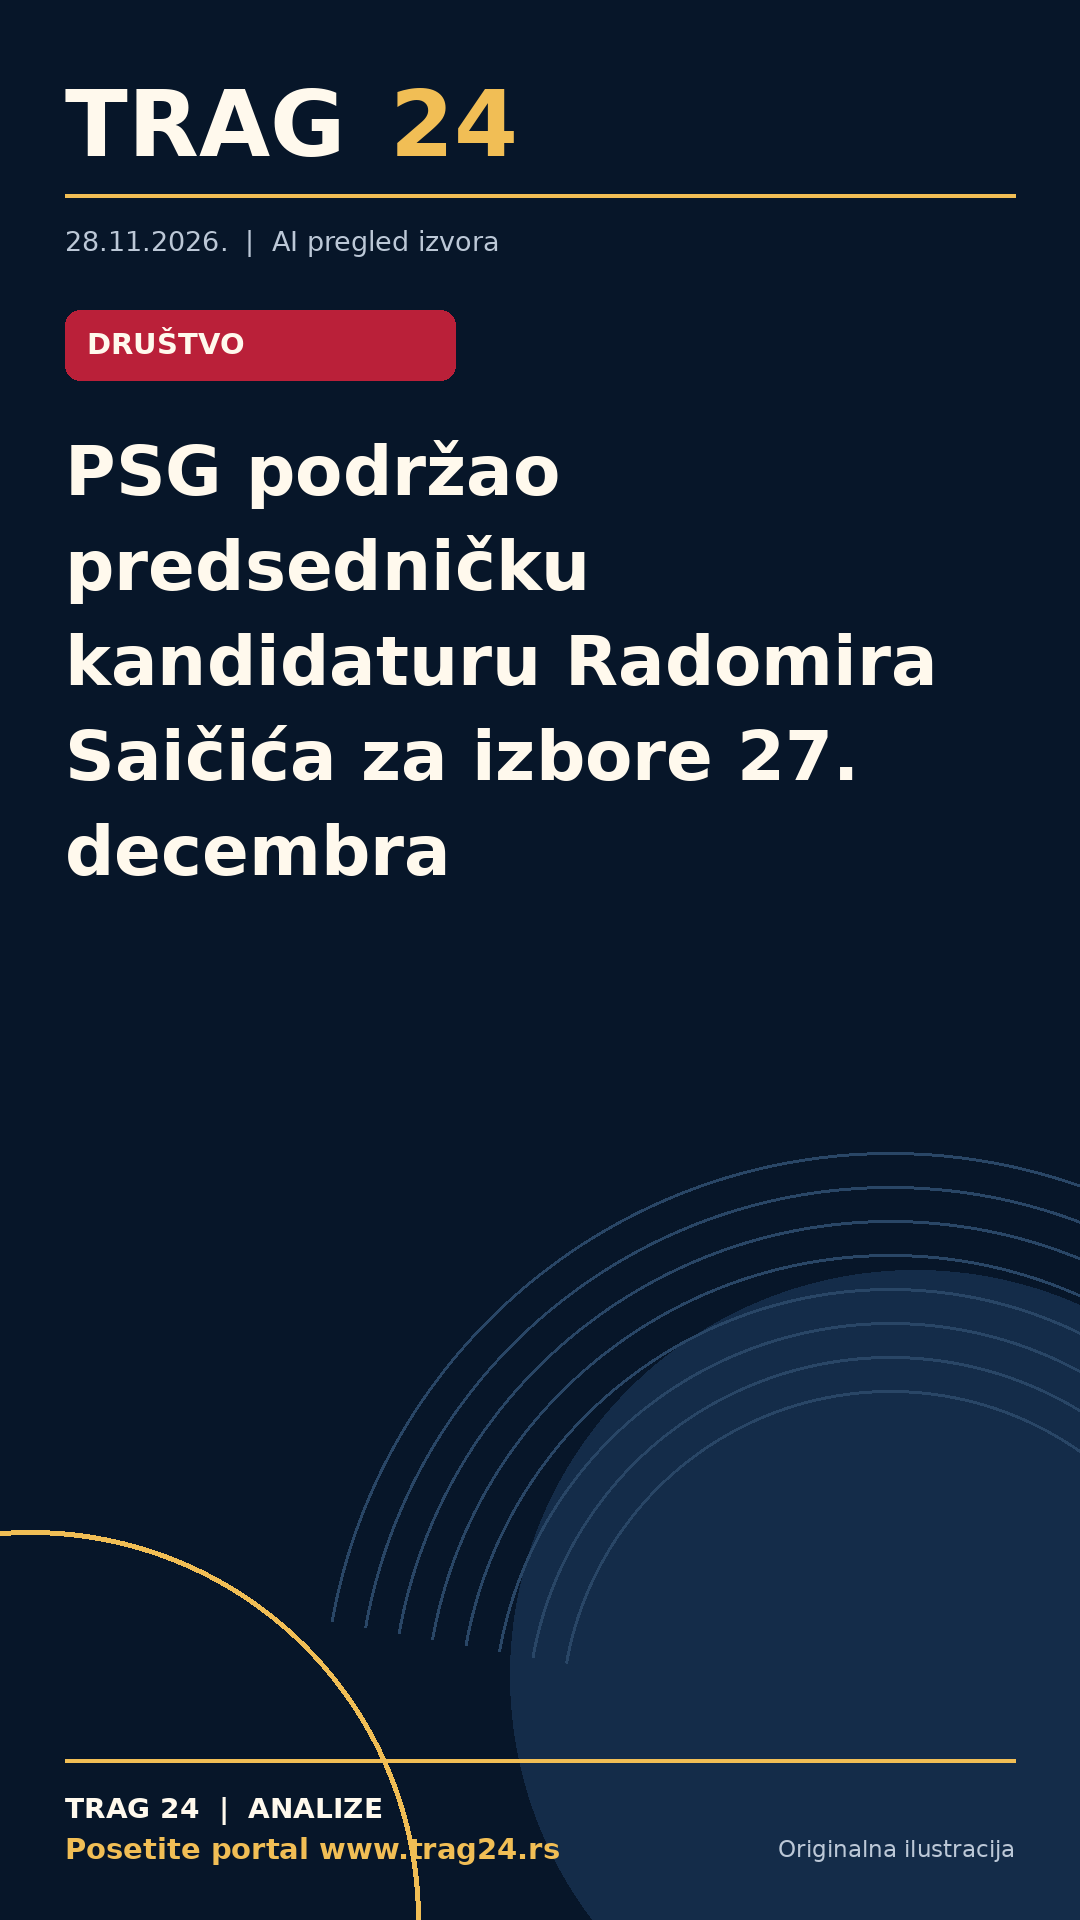 TRAG 24
28.11.2026. | AI pregled izvora
DRUŠTVO
PSG podržao
predsedničku
kandidaturu Radomira
Saičića za izbore 27.
decembra
TRAG 24 | ANALIZE
Posetite portal www.trag24.rs
Originalna ilustracija